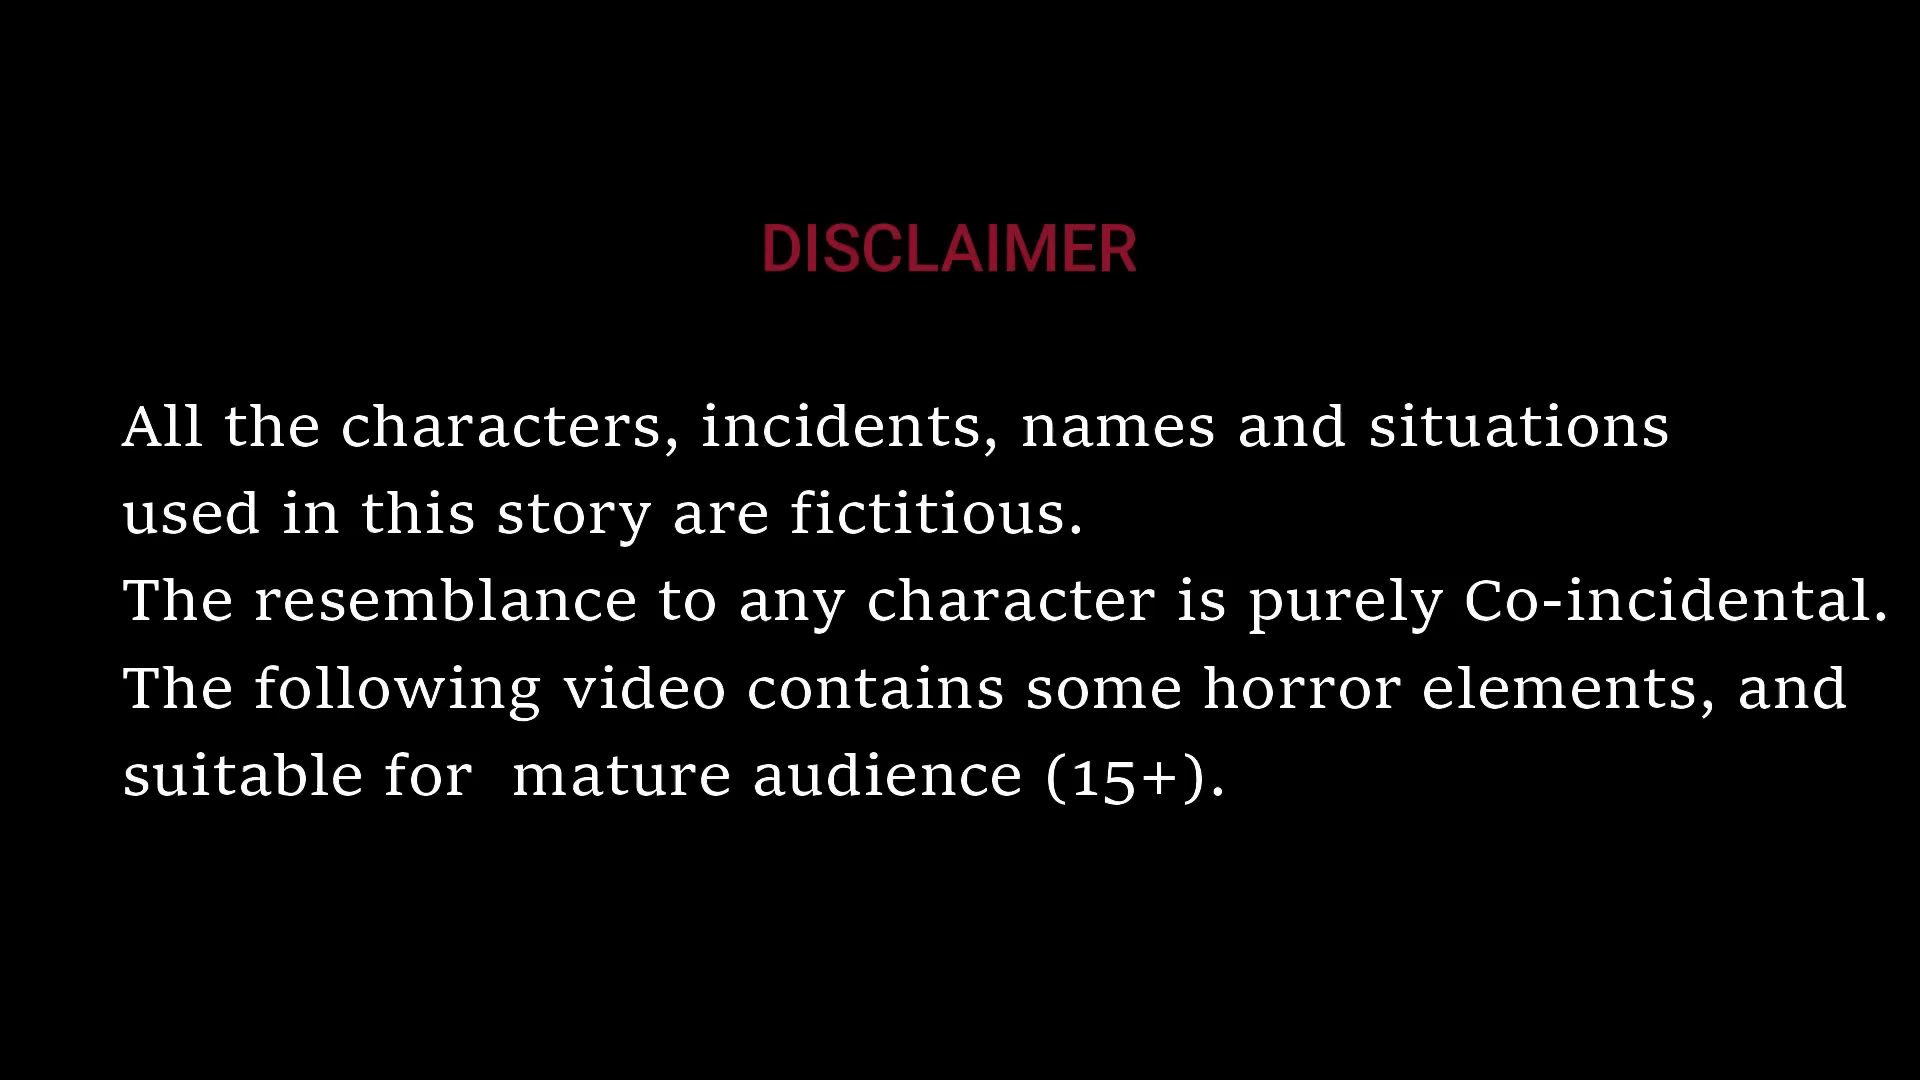 DISCLAIMER
All the characters, incidents, names and situations
used in this story are fictitious.
The resemblance to any character is purely Co-incidental.
The following video contains some horror elements, and
suitable for  mature audience (15+).